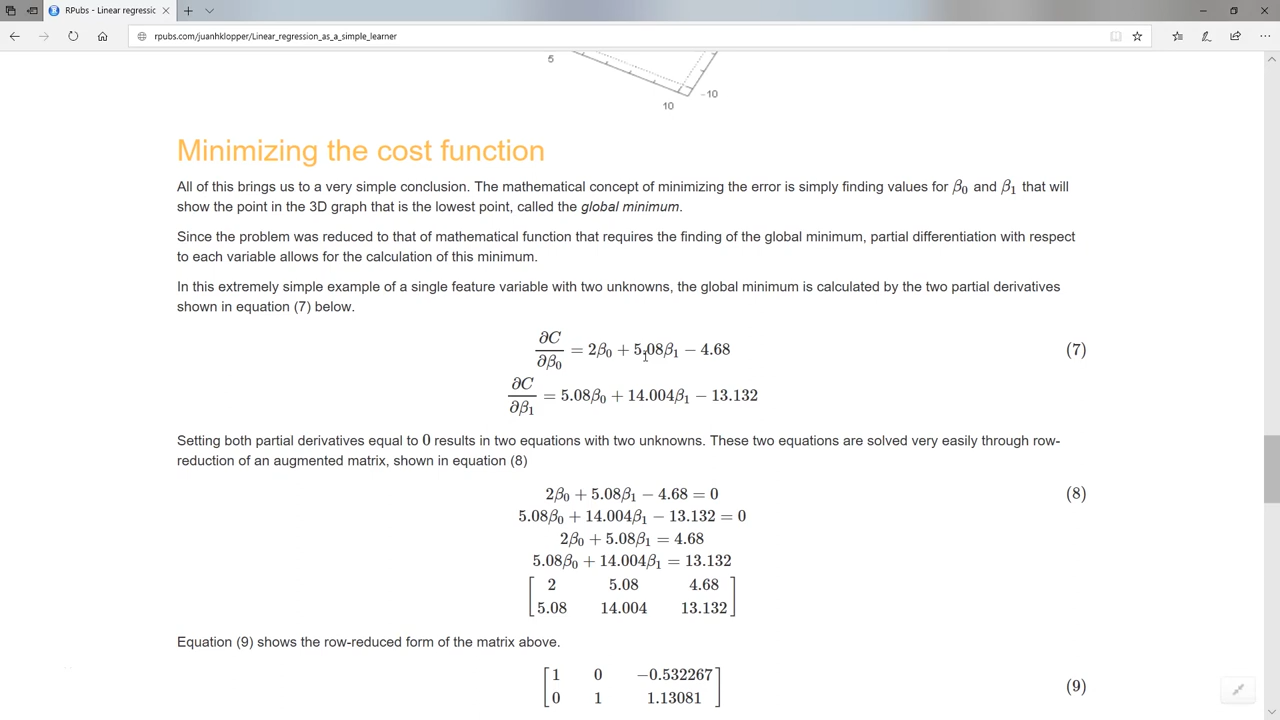 RPubs - Linear regressic
rpubs.com/juanhklopper/Linear_regression_as_a_simple_learner
5
10
-10
Minimizing the cost function
All of this brings us to a very simple conclusion. The mathematical concept of minimizing the error is simply finding values for β₀ and β₁ that will
show the point in the 3D graph that is the lowest point, called the global minimum.
Since the problem was reduced to that of mathematical function that requires the finding of the global minimum, partial differentiation with respect
to each variable allows for the calculation of this minimum.
In this extremely simple example of a single feature variable with two unknowns, the global minimum is calculated by the two partial derivatives
shown in equation (7) below.
∂C/∂β₀ = 2β₀ + 5.08β₁ − 4.68 (7)
∂C/∂β₁ = 5.08β₀ + 14.004β₁ − 13.132
Setting both partial derivatives equal to 0 results in two equations with two unknowns. These two equations are solved very easily through row-
reduction of an augmented matrix, shown in equation (8)
2β₀ + 5.08β₁ − 4.68 = 0 (8)
5.08β₀ + 14.004β₁ − 13.132 = 0
2β₀ + 5.08β₁ = 4.68
5.08β₀ + 14.004β₁ = 13.132
[2 5.08 4.68
5.08 14.004 13.132]
Equation (9) shows the row-reduced form of the matrix above.
[1 0 −0.532267
0 1 1.13081] (9)